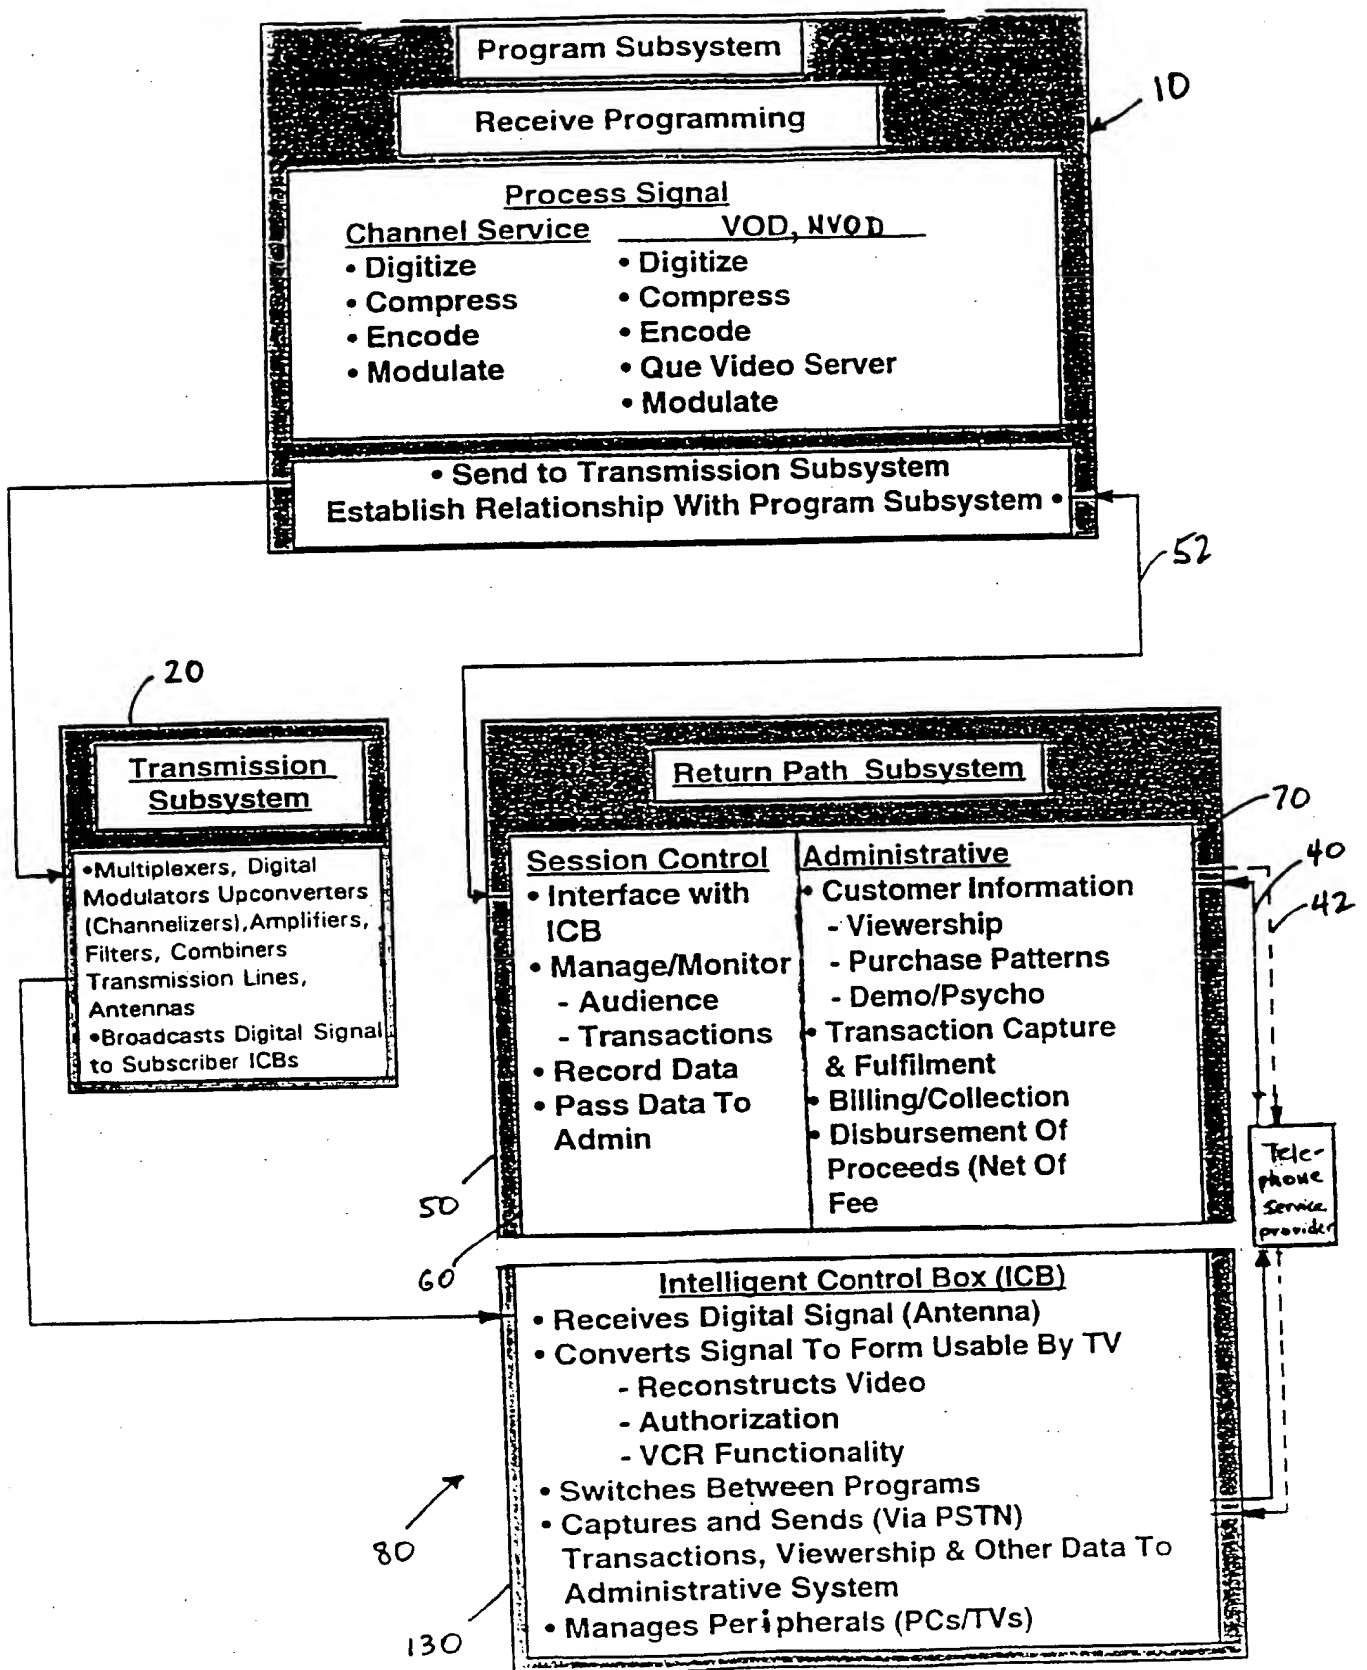 Program Subsystem
Receive Programming
10
Process Signal
Channel Service
• Digitize
• Compress
• Encode
• Modulate
VOD, NVOD
• Digitize
• Compress
• Encode
• Que Video Server
• Modulate
• Send to Transmission Subsystem
Establish Relationship With Program Subsystem •
52
20
Transmission
Subsystem
•Multiplexers, Digital
Modulators Upconverters
(Channelizers),Amplifiers,
Filters, Combiners
Transmission Lines,
Antennas
•Broadcasts Digital Signal
to Subscriber ICBs
Return Path Subsystem
70
40
42
Session Control
• Interface with
ICB
• Manage/Monitor
- Audience
- Transactions
• Record Data
• Pass Data To
Admin
Administrative
• Customer Information
- Viewership
- Purchase Patterns
- Demo/Psycho
• Transaction Capture
& Fulfilment
• Billing/Collection
• Disbursement Of
Proceeds (Net Of
Fee
50
60
Tele-
phone
service
provider
Intelligent Control Box (ICB)
• Receives Digital Signal (Antenna)
• Converts Signal To Form Usable By TV
- Reconstructs Video
- Authorization
- VCR Functionality
• Switches Between Programs
• Captures and Sends (Via PSTN)
Transactions, Viewership & Other Data To
Administrative System
• Manages Peripherals (PCs/TVs)
80
130